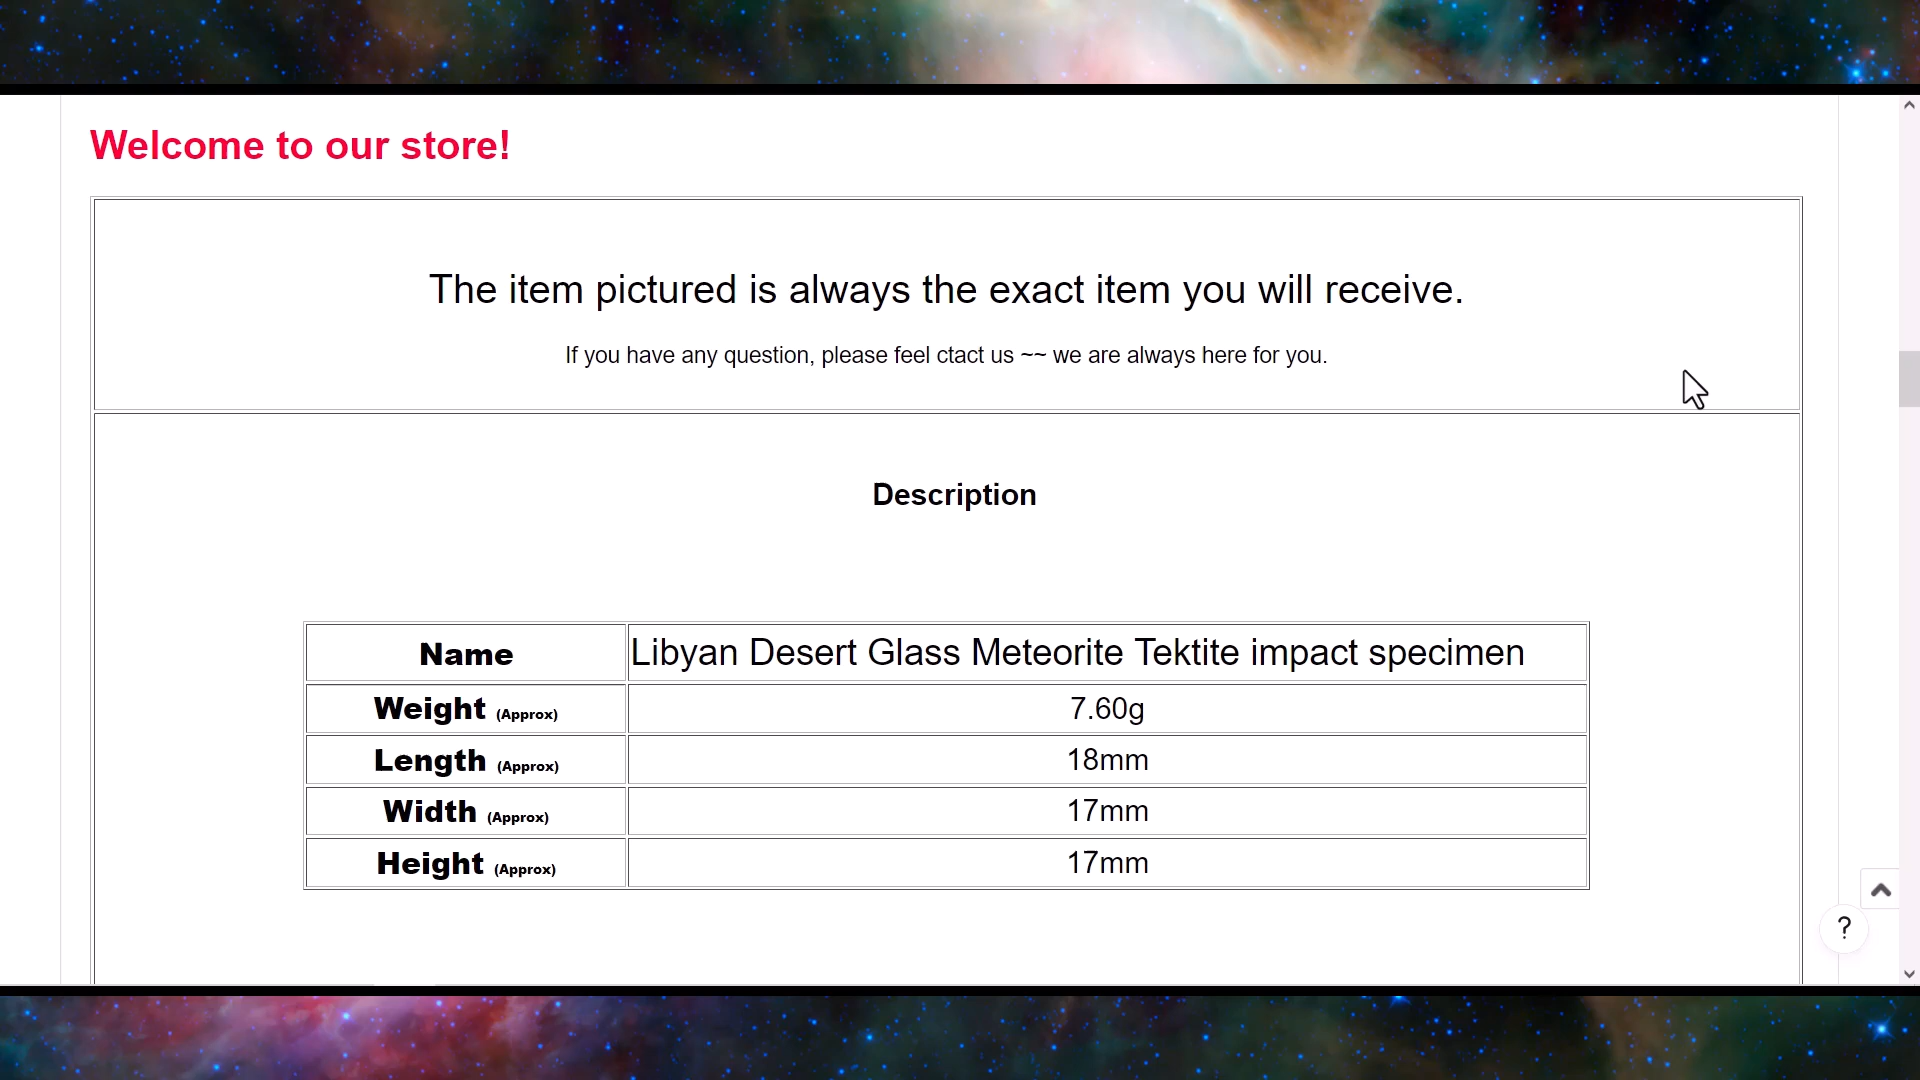 Welcome to our store!
The item pictured is always the exact item you will receive.
If you have any question, please feel ctact us ~~ we are always here for you.
Description
Name Libyan Desert Glass Meteorite Tektite impact specimen
Weight (Approx) 7.60g
Length (Approx) 18mm
Width (Approx) 17mm
Height (Approx) 17mm
?